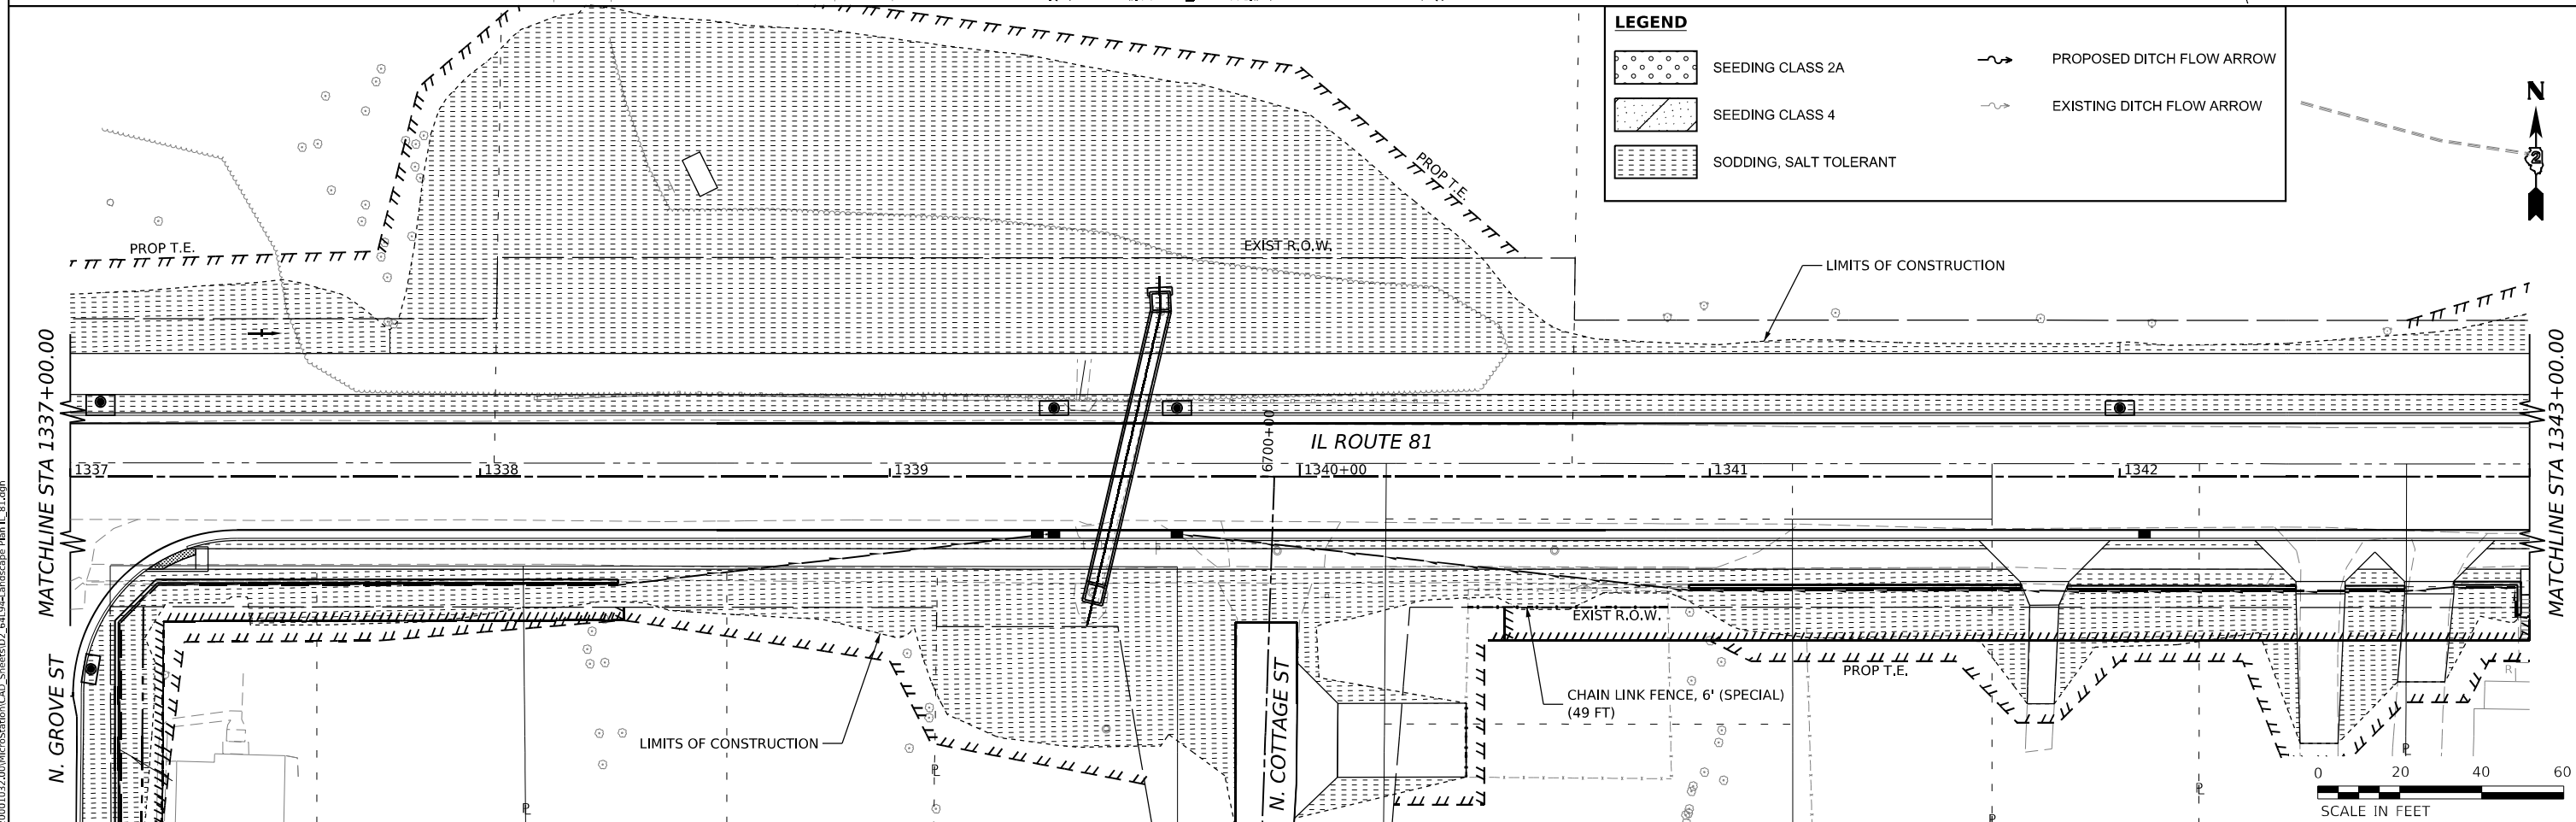 LEGEND
SEEDING CLASS 2A
SEEDING CLASS 4
SODDING, SALT TOLERANT
PROPOSED DITCH FLOW ARROW
EXISTING DITCH FLOW ARROW
N
2
PROP T.E.
PROP T.E.
EXIST R.O.W.
LIMITS OF CONSTRUCTION
MATCHLINE STA 1337+00.00
MATCHLINE STA 1343+00.00
IL ROUTE 81
6700+00
1337
1338
1339
1340+00
1341
1342
EXIST R.O.W.
PROP T.E.
CHAIN LINK FENCE, 6' (SPECIAL)
(49 FT)
LIMITS OF CONSTRUCTION
N. GROVE ST
N. COTTAGE ST
0 20 40 60
SCALE IN FEET